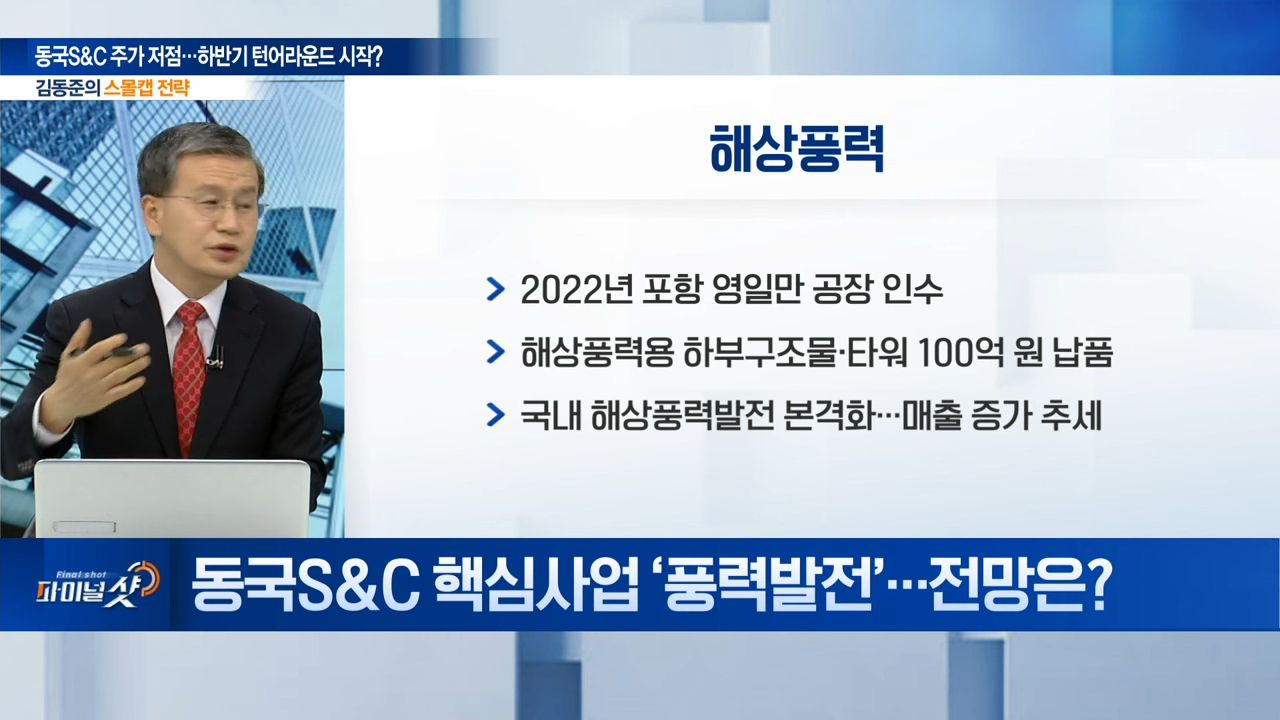 동국S&C 주가 저점…하반기 턴어라운드 시작?
김동준의 스몰캡 전략
해상풍력
> 2022년 포항 영일만 공장 인수
> 해상풍력용 하부구조물·타워 100억 원 납품
> 국내 해상풍력발전 본격화…매출 증가 추세
Final shot
파이널샷
동국S&C 핵심사업 ‘풍력발전’…전망은?